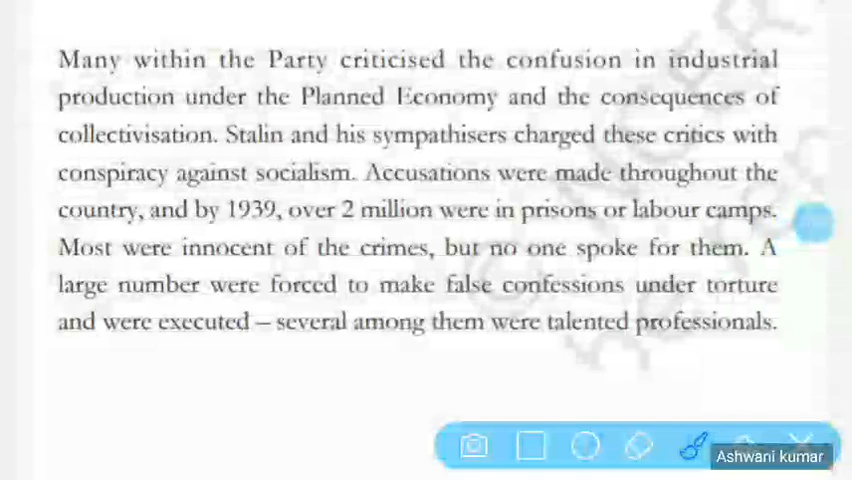 Many within the Party criticised the confusion in industrial
production under the Planned Economy and the consequences of
collectivisation. Stalin and his sympathisers charged these critics with
conspiracy against socialism. Accusations were made throughout the
country, and by 1939, over 2 million were in prisons or labour camps.
Most were innocent of the crimes, but no one spoke for them. A
large number were forced to make false confessions under torture
and were executed – several among them were talented professionals.
Ashwani kumar